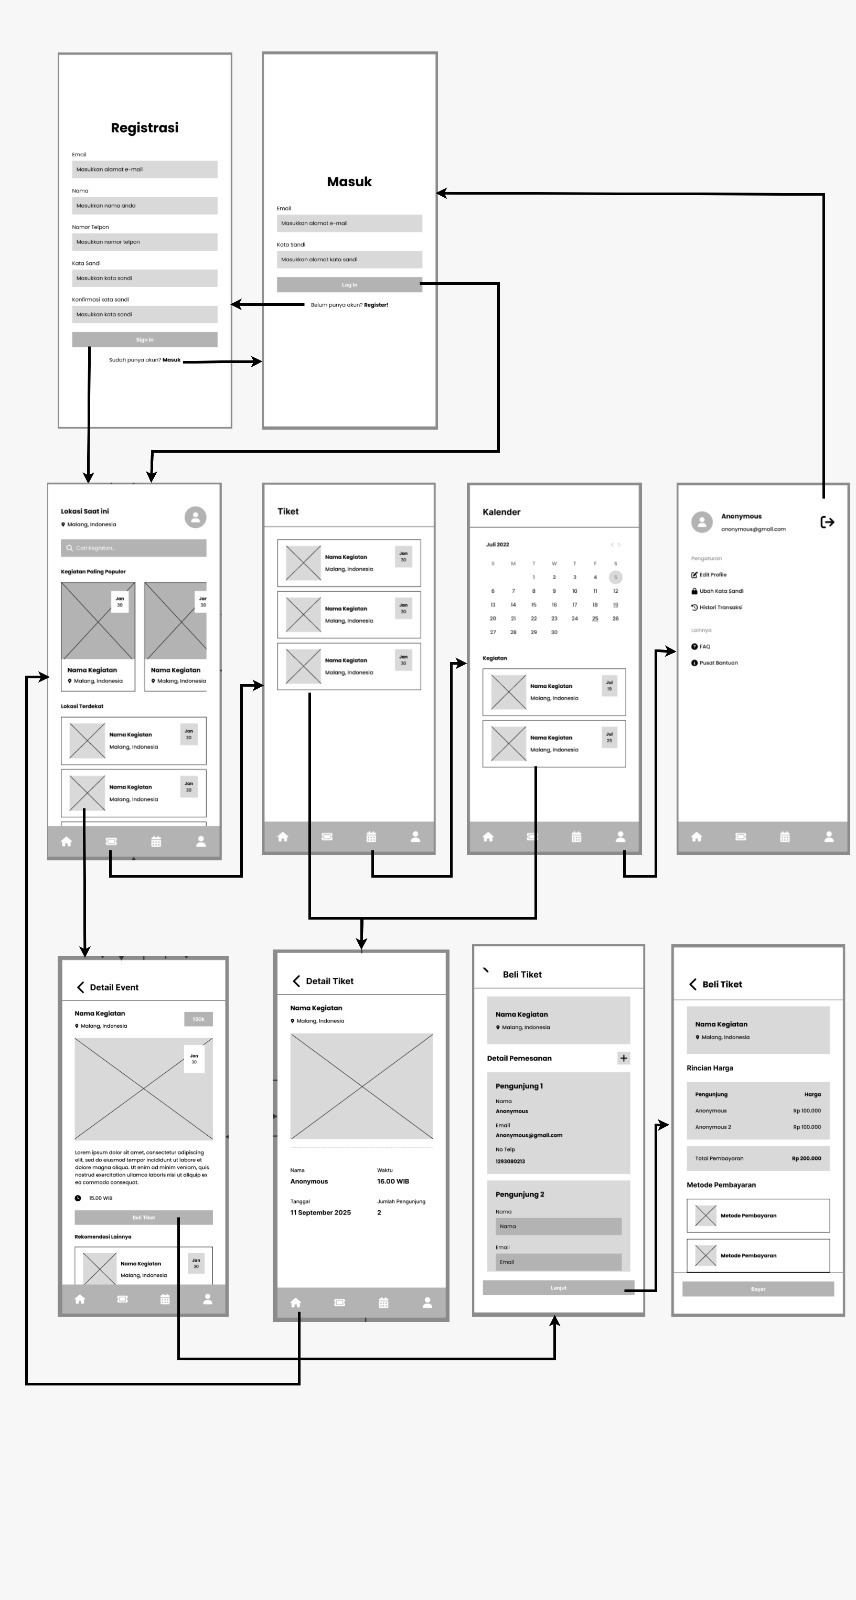 Registrasi
Email
Masukkan alamat e-mail
Nama
Masukkan nama anda
Nomor Telpon
Masukkan nomor telpon
Kata Sandi
Masukkan kata sandi
Konfirmasi kata sandi
Masukkan kata sandi
Sign in
Sudah punya akun? Masuk
Masuk
Email
Masukkan alamat e-mail
Kata Sandi
Masukkan alamat kata sandi
Log in
Belum punya akun? Register!
Lokasi Saat ini
Malang, Indonesia
Cari Kegiatan...
Kegiatan Paling Populer
Jan
30
Jan
30
Nama Kegiatan
Malang, Indonesia
Nama Kegiatan
Malang, Indonesia
Lokasi Terdekat
Nama Kegiatan
Malang, Indonesia
Jan
30
Nama Kegiatan
Malang, Indonesia
Jan
30
Tiket
Nama Kegiatan
Malang, Indonesia
Jan
30
Nama Kegiatan
Malang, Indonesia
Jan
30
Nama Kegiatan
Malang, Indonesia
Jan
30
Kalender
Juli 2022
S M T W T F S
1 2 3 4 5
6 7 8 9 10 11 12
13 14 15 16 17 18 19
20 21 22 23 24 25 26
27 28 29 30
Kegiatan
Nama Kegiatan
Malang, Indonesia
Jul
19
Nama Kegiatan
Malang, Indonesia
Jul
25
Anonymous
anonymous@gmail.com
Pengaturan
Edit Profile
Ubah Kata Sandi
Histori Transaksi
Lainnya
FAQ
Pusat Bantuan
Detail Event
Nama Kegiatan
Malang, Indonesia
100k
Jan
30
Lorem ipsum dolor sit amet, consectetur adipiscing
elit, sed do eiusmod tempor incididunt ut labore et
dolore magna aliqua. Ut enim ad minim veniam, quis
nostrud exercitation ullamco laboris nisi ut aliquip ex
ea commodo consequat.
15.00 WIB
Beli Tiket
Rekomendasi Lainnya
Nama Kegiatan
Malang, Indonesia
Jan
30
Detail Tiket
Nama Kegiatan
Malang, Indonesia
Nama
Anonymous
Waktu
16.00 WIB
Tanggal
11 September 2025
Jumlah Pengunjung
2
Beli Tiket
Nama Kegiatan
Malang, Indonesia
Detail Pemesanan
Pengunjung 1
Nama
Anonymous
Email
Anonymous@gmail.com
No Telp
1293080213
Pengunjung 2
Nama
Nama
Email
Email
Lanjut
Beli Tiket
Nama Kegiatan
Malang, Indonesia
Rincian Harga
Pengunjung Harga
Anonymous Rp 100.000
Anonymous 2 Rp 100.000
Total Pembayaran Rp 200.000
Metode Pembayaran
Metode Pembayaran
Metode Pembayaran
Bayar